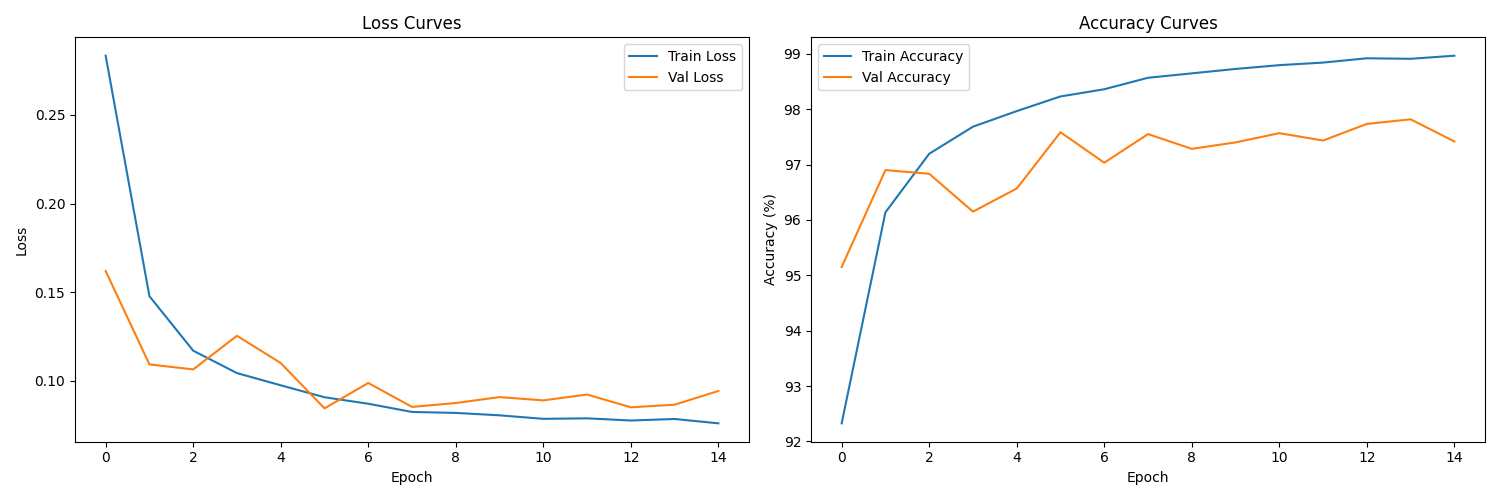 Loss Curves
Train Loss
Val Loss
0.25
0.20
0.15
0.10
Loss
0 2 4 6 8 10 12 14
Epoch
Accuracy Curves
Train Accuracy
Val Accuracy
99
98
97
96
95
94
93
92
Accuracy (%)
0 2 4 6 8 10 12 14
Epoch